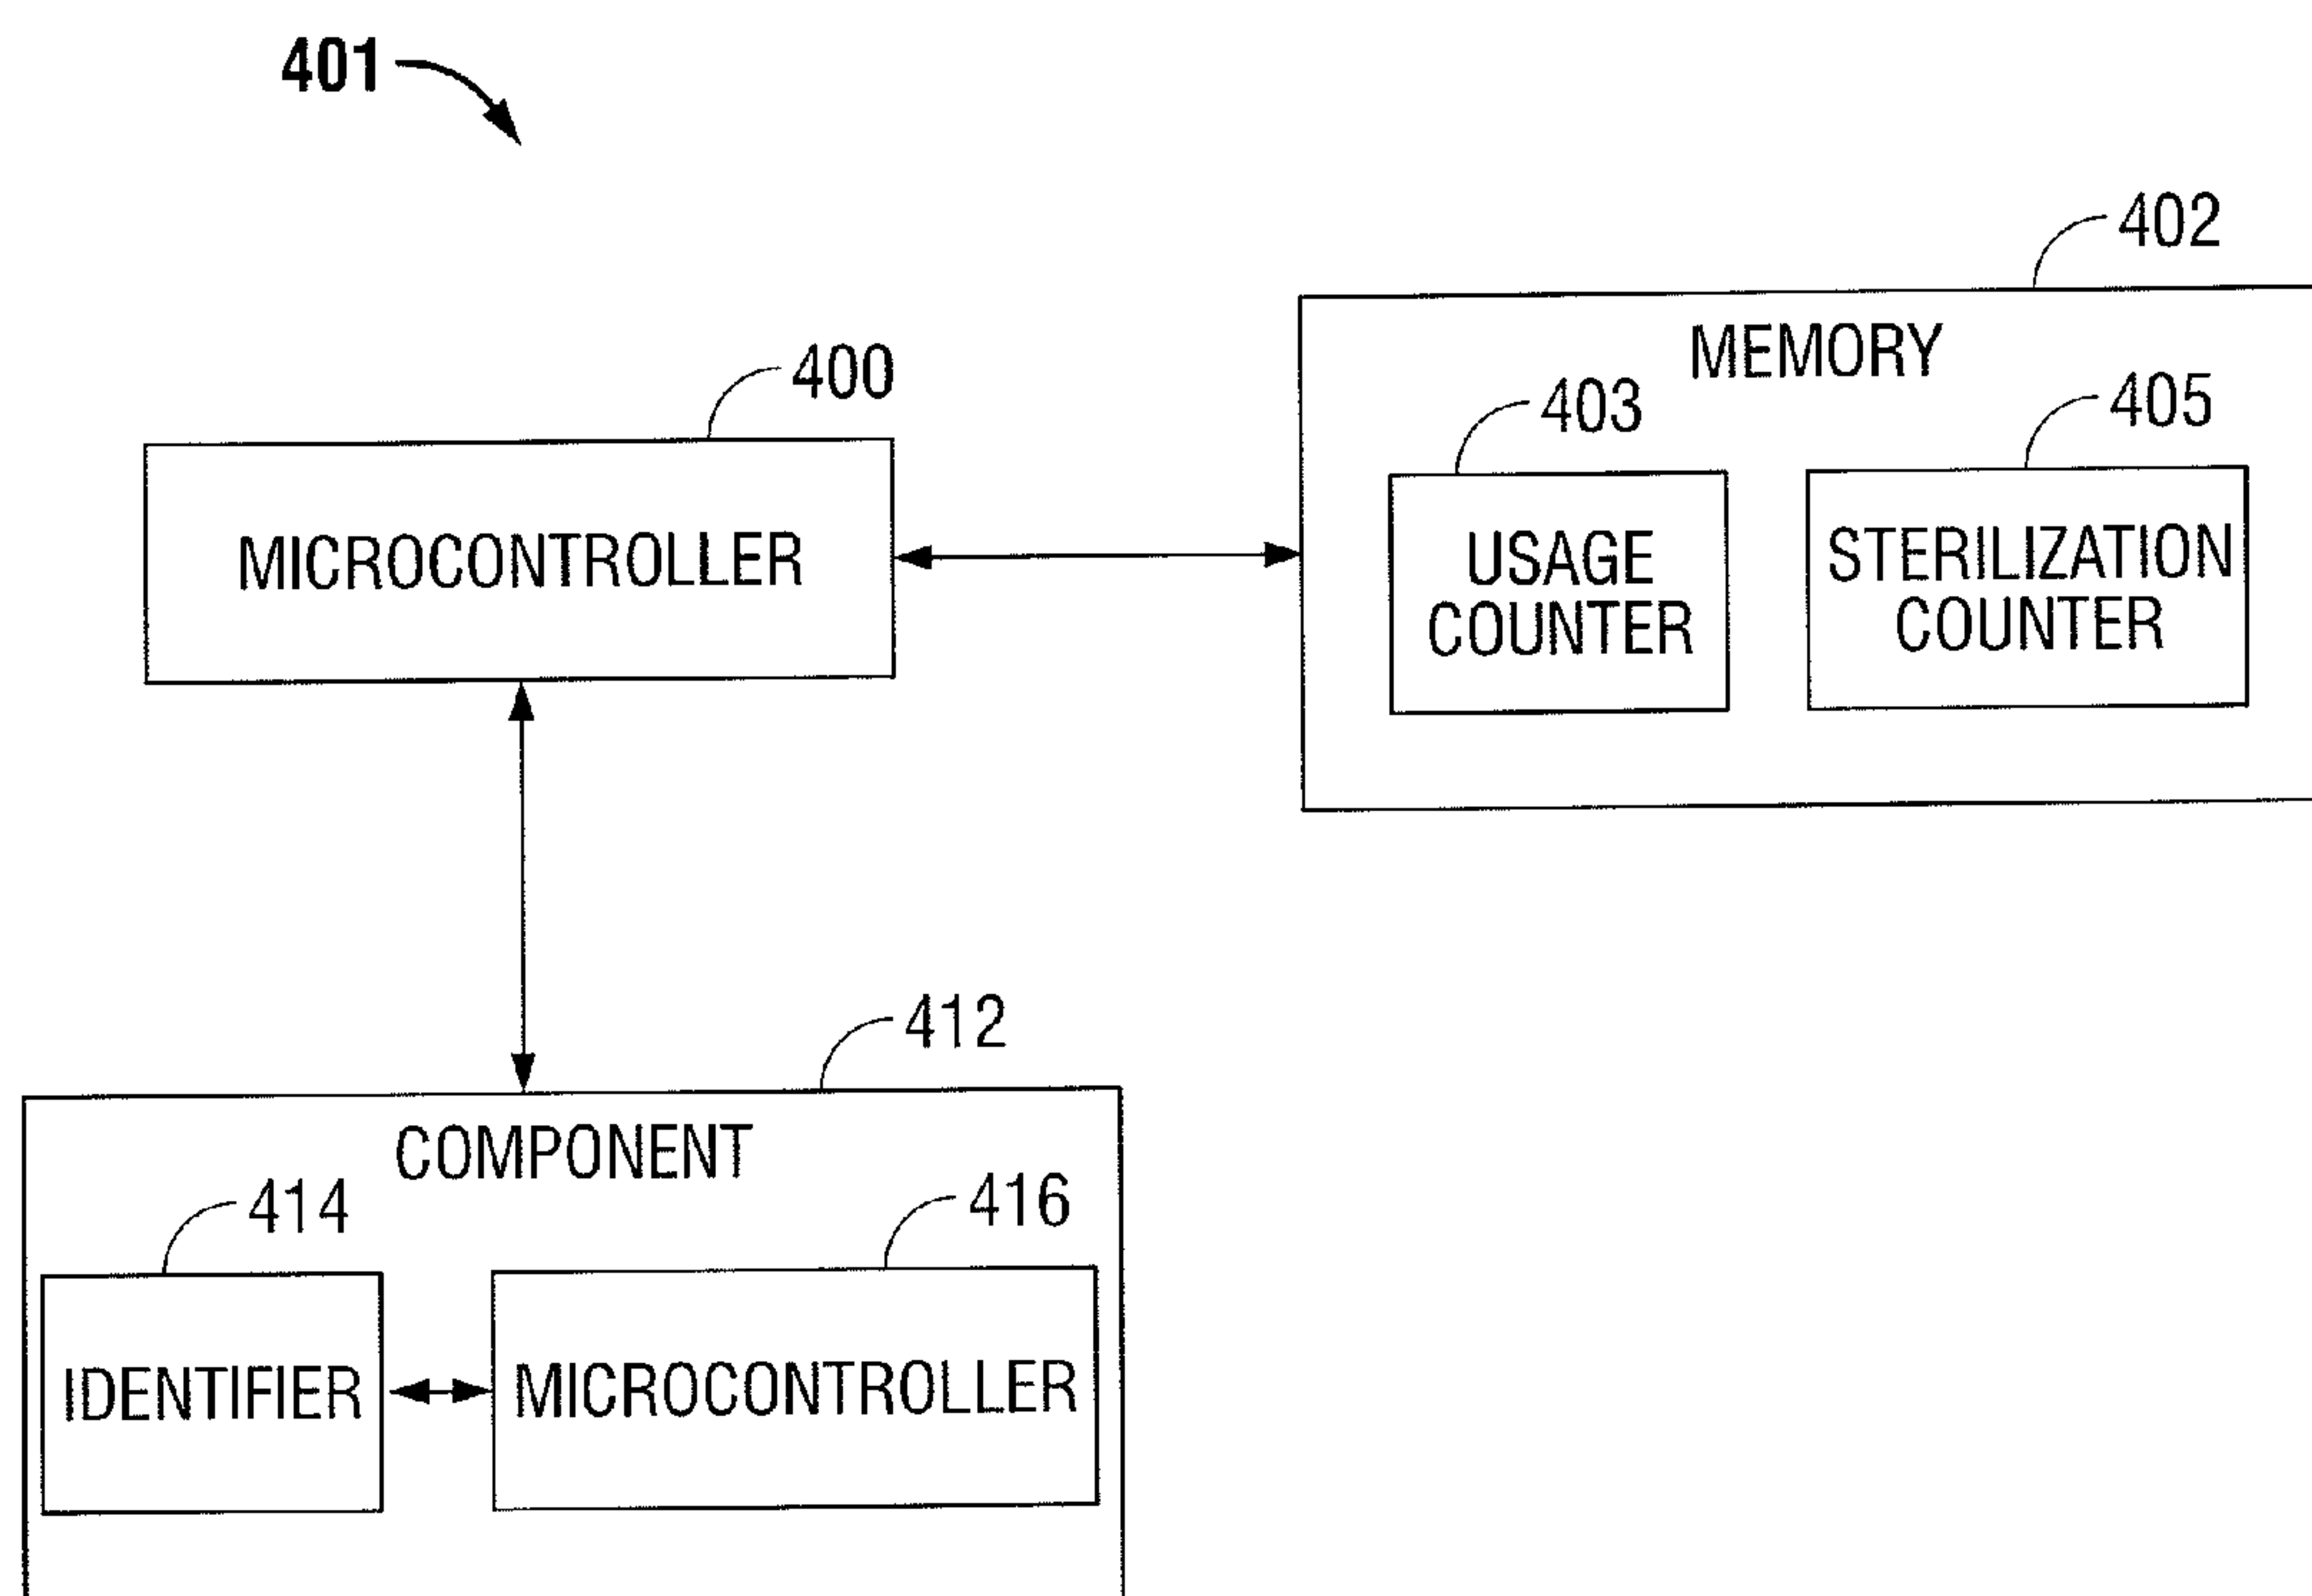 401
402
MEMORY
400
403
405
MICROCONTROLLER
USAGE
COUNTER
STERILIZATION
COUNTER
412
COMPONENT
414
416
IDENTIFIER
MICROCONTROLLER